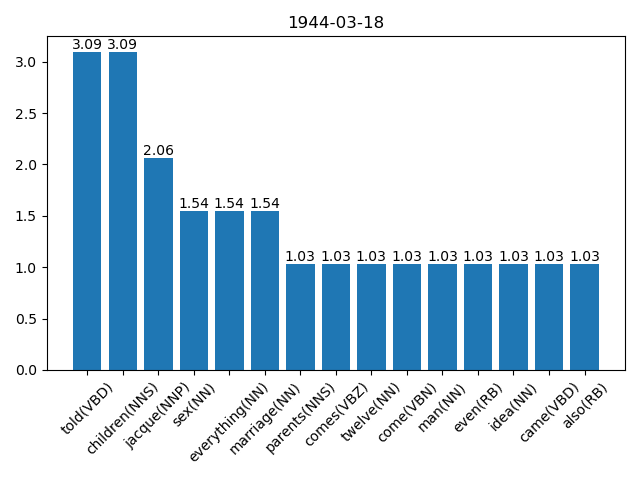 1944-03-18
3.09 3.09 2.06 1.54 1.54 1.54 1.03 1.03 1.03 1.03 1.03 1.03 1.03 1.03 1.03
3.0
2.5
2.0
1.5
1.0
0.5
0.0
told(VBD)
children(NNS)
jacque(NNP)
sex(NN)
everything(NN)
marriage(NN)
parents(NNS)
comes(VBZ)
twelve(NN)
come(VBN)
man(NN)
even(RB)
idea(NN)
came(VBD)
also(RB)